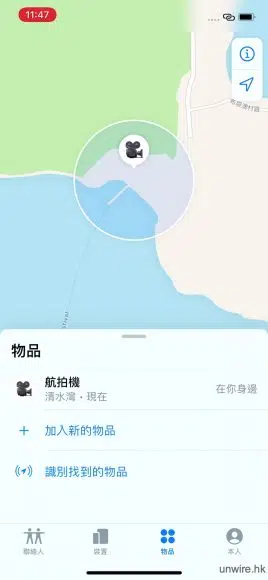 11:47
物品
航拍機
清水灣・現在
在你身邊
加入新的物品
識別找到的物品
聯絡人
裝置
物品
本人
unwire.hk